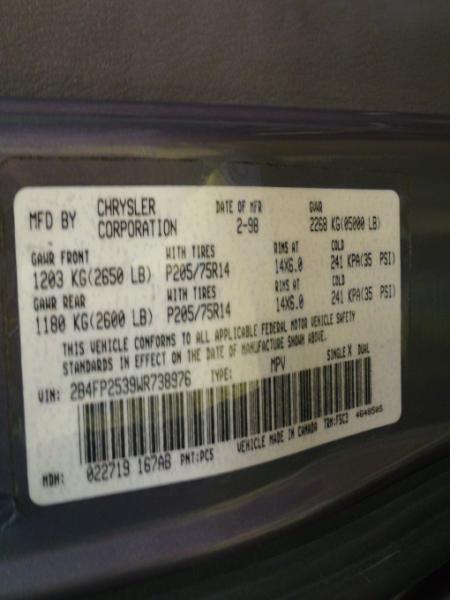 MFD BY CHRYSLER CORPORATION DATE OF MFR 2-98 GVWR 2268 KG(05000 LB)
GAWR FRONT WITH TIRES RIMS AT COLD
1203 KG(2650 LB) P205/75R14 14X6.0 241 KPA(35 PSI)
GAWR REAR WITH TIRES RIMS AT COLD
1180 KG(2600 LB) P205/75R14 14X6.0 241 KPA(35 PSI)
THIS VEHICLE CONFORMS TO ALL APPLICABLE FEDERAL MOTOR VEHICLE SAFETY
STANDARDS IN EFFECT ON THE DATE OF MANUFACTURE SHOWN ABOVE.
VIN: 2B4FP2539WR738976 TYPE: MPV SINGLE X DUAL
MDH: 022719 167AB PNT:PC5 VEHICLE MADE IN CANADA TRM:F5C3 4648505